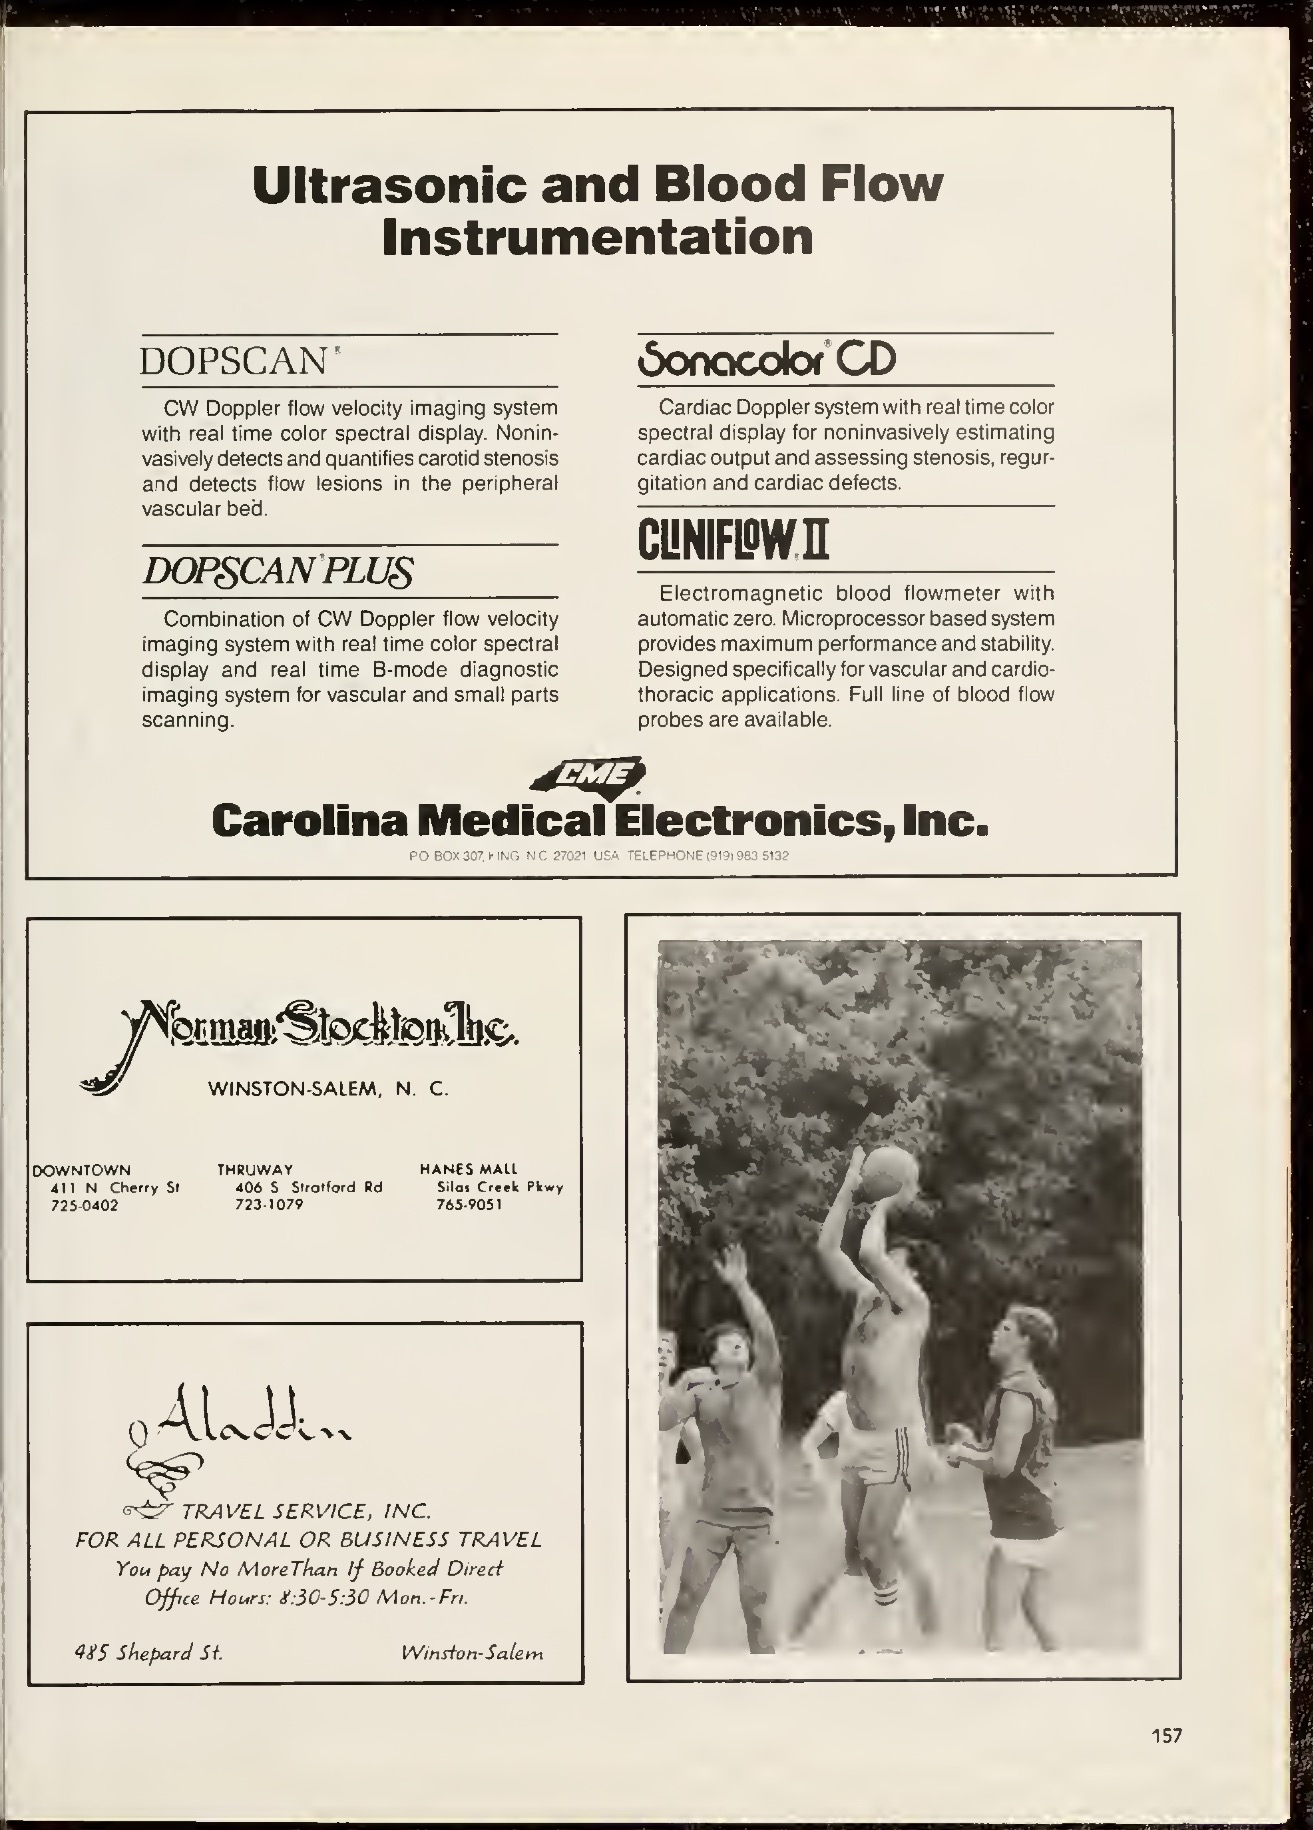 Ultrasonic and Blood Flow
Instrumentation
DOPSCAN®
CW Doppler flow velocity imaging system
with real time color spectral display. Nonin-
vasively detects and quantifies carotid stenosis
and detects flow lesions in the peripheral
vascular bed.
DOPSCAN® PLUS
Combination of CW Doppler flow velocity
imaging system with real time color spectral
display and real time B-mode diagnostic
imaging system for vascular and small parts
scanning.
Sonacolor® CD
Cardiac Doppler system with real time color
spectral display for noninvasively estimating
cardiac output and assessing stenosis, regur-
gitation and cardiac defects.
CLINIFLOW® II
Electromagnetic blood flowmeter with
automatic zero. Microprocessor based system
provides maximum performance and stability.
Designed specifically for vascular and cardio-
thoracic applications. Full line of blood flow
probes are available.
CME
Carolina Medical Electronics, Inc.
PO BOX 307, KING N C 27021 USA TELEPHONE (919) 983 5132
Norman Stockton, Inc.
WINSTON-SALEM, N. C.
DOWNTOWN
411 N Cherry St
725-0402
THRUWAY
406 S Stratford Rd
723-1079
HANES MALL
Silas Creek Pkwy
765-9051
Aladdin
TRAVEL SERVICE, INC.
FOR ALL PERSONAL OR BUSINESS TRAVEL
You pay No More Than If Booked Direct
Office Hours: 8:30-5:30 Mon.-Fri.
485 Shepard St. Winston-Salem
157